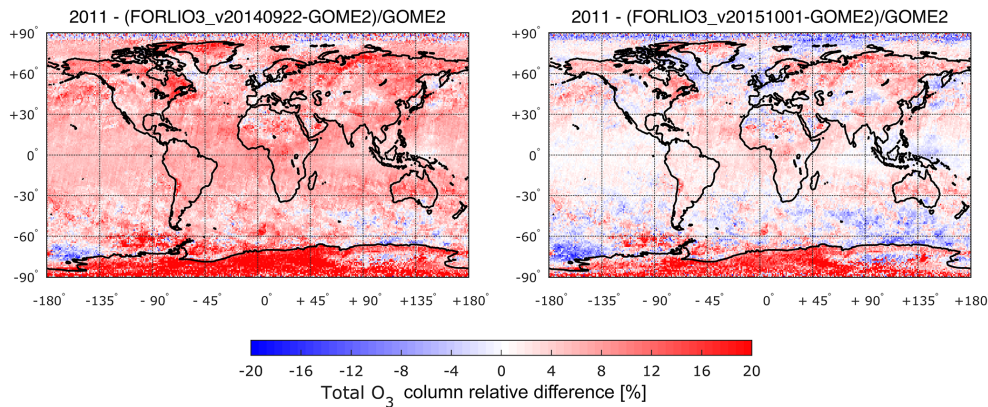 2011 - (FORLIO3_v20140922-GOME2)/GOME2
+90°
+60°
+30°
0°
-30°
-60°
-90°
-180° -135° -90° -45° 0° + 45° + 90° +135° +180°
2011 - (FORLIO3_v20151001-GOME2)/GOME2
+90°
+60°
+30°
0°
-30°
-60°
-90°
-180° -135° -90° -45° 0° + 45° + 90° +135° +180
-20 -16 -12 -8 -4 0 4 8 12 16 20
Total O3 column relative difference [%]